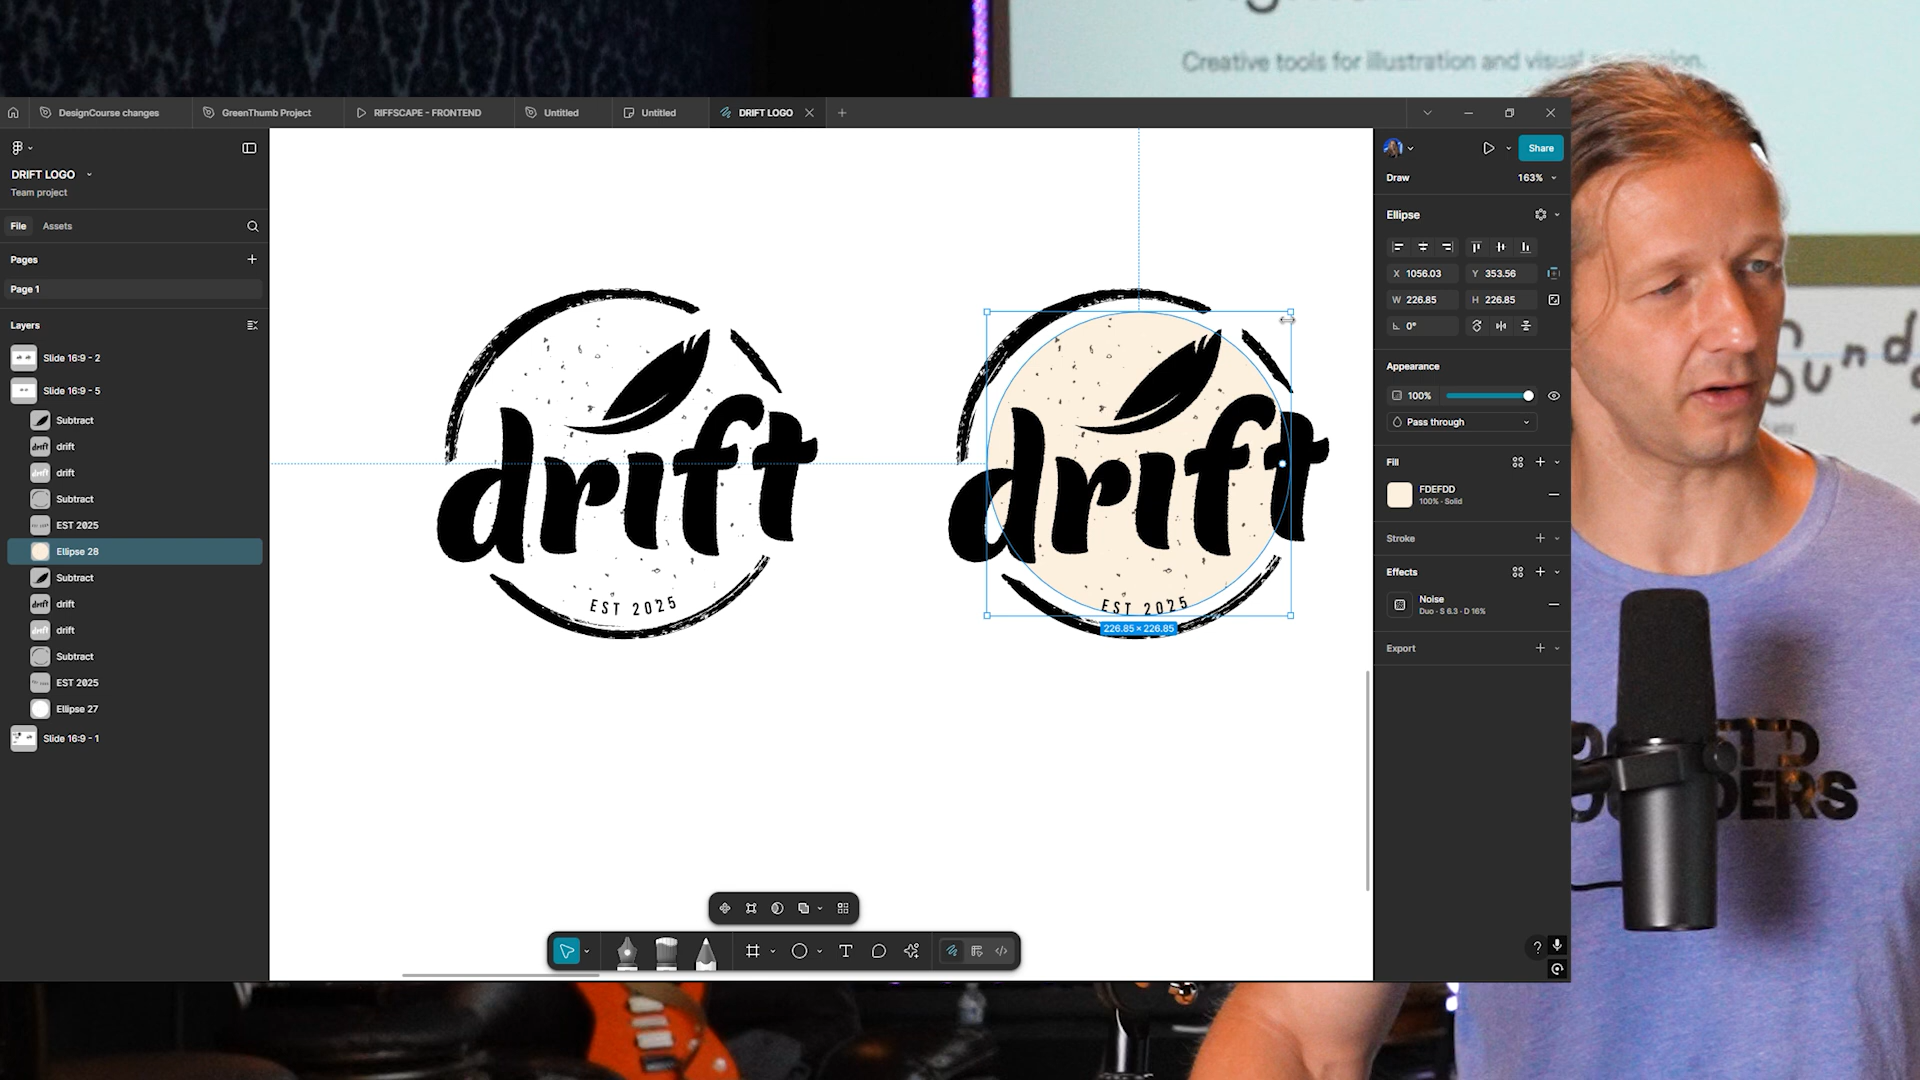 Creative tools for illustration and visual
DesignCourse changes
GreenThumb Project
RIFFSCAPE - FRONTEND
Untitled
Untitled
DRIFT LOGO
DRIFT LOGO
Team project
File
Assets
Pages
Page 1
Layers
Slide 16:9 - 2
Slide 16:9 - 5
Subtract
drift
drift
Subtract
EST 2025
Ellipse 28
Subtract
drift
drift
Subtract
EST 2025
Ellipse 27
Slide 16:9 - 1
drift
EST 2025
drift
EST 2025
226.85 × 226.85
Share
Draw
163%
Ellipse
X 1056.03
Y 353.56
W 226.85
H 226.85
0°
Appearance
100%
Pass through
Fill
FDEFDD
100% · Solid
Stroke
Effects
Noise
Duo · S 6.3 · D 16%
Export
?